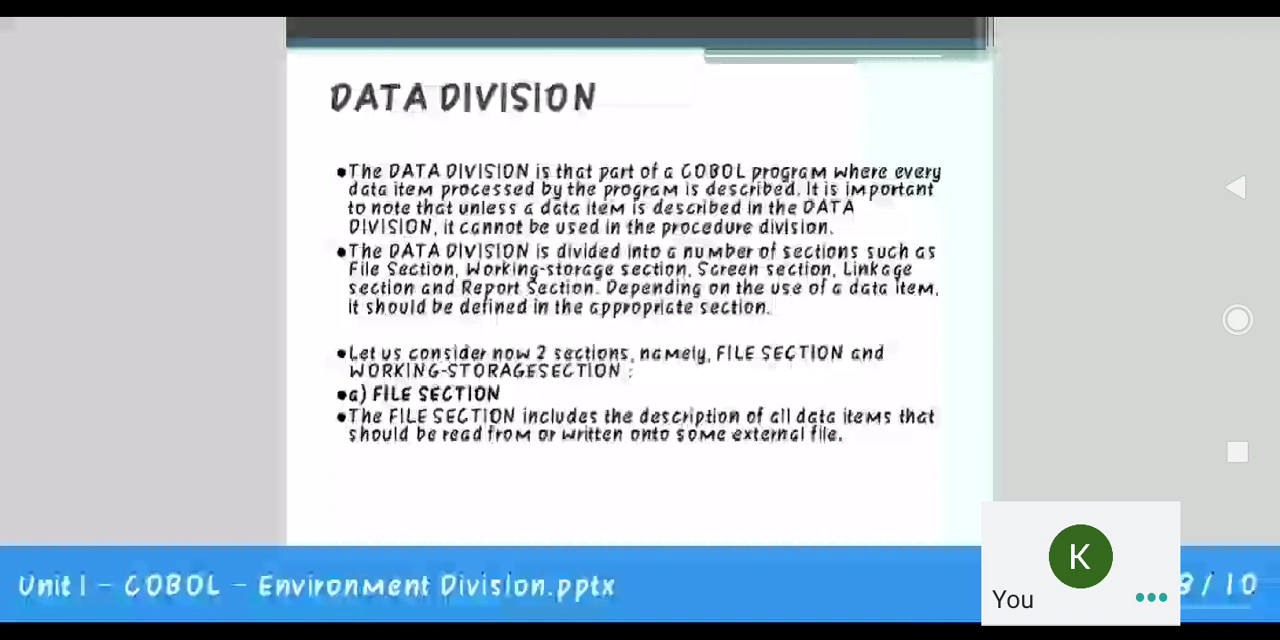 DATA DIVISION
•The DATA DIVISION is that part of a COBOL program where every
data item processed by the program is described. It is important
to note that unless a data item is described in the DATA
DIVISION, it cannot be used in the procedure division.
•The DATA DIVISION is divided into a number of sections such as
File Section, Working-storage section, Screen section, Linkage
section and Report Section. Depending on the use of a data item,
it should be defined in the appropriate section.
•Let us consider now 2 sections, namely, FILE SECTION and
WORKING-STORAGESECTION :
•a) FILE SECTION
•The FILE SECTION includes the description of all data items that
should be read from or written onto some external file.
Unit I - COBOL - Environment Division.pptx
8 / 10
K
You